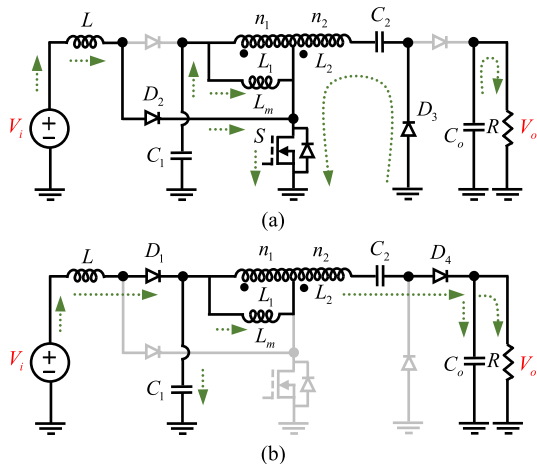 L n₁ n₂ C₂
L₁ L₂
D₂ Lₘ D₃
Vᵢ + − S Cₒ R Vₒ
C₁
(a)
L D₁ n₁ n₂ C₂ D₄
L₁ L₂
Lₘ
Vᵢ + − C₁ Cₒ R Vₒ
(b)